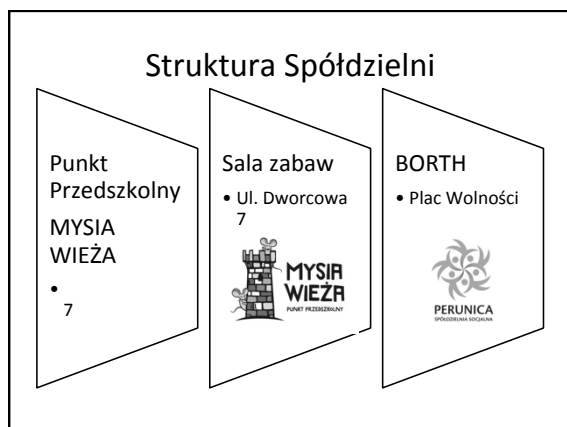 Struktura Spółdzielni
Punkt
Przedszkolny
MYSIA
WIEŻA
•
7
Sala zabaw
• Ul. Dworcowa
7
MYSIA
WIEŻA
PUNKT PRZEDSZKOLNY
BORTH
• Plac Wolności
PERUNICA
SPÓŁDZIELNIA SOCJALNA